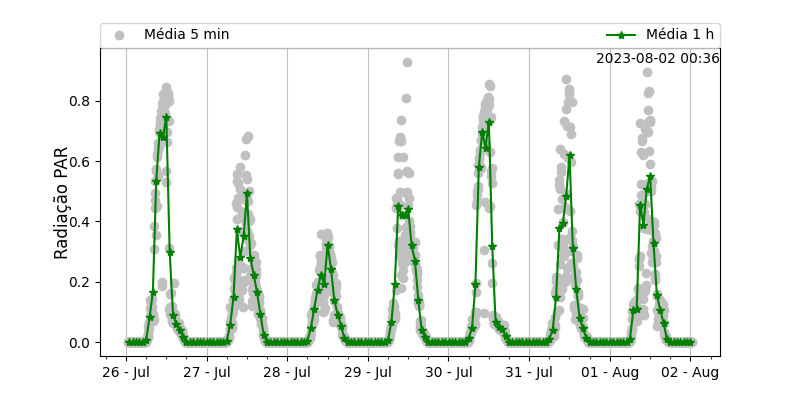 Média 5 min
Média 1 h
2023-08-02 00:36
Radiação PAR
0.8
0.6
0.4
0.2
0.0
26 - Jul
27 - Jul
28 - Jul
29 - Jul
30 - Jul
31 - Jul
01 - Aug
02 - Aug